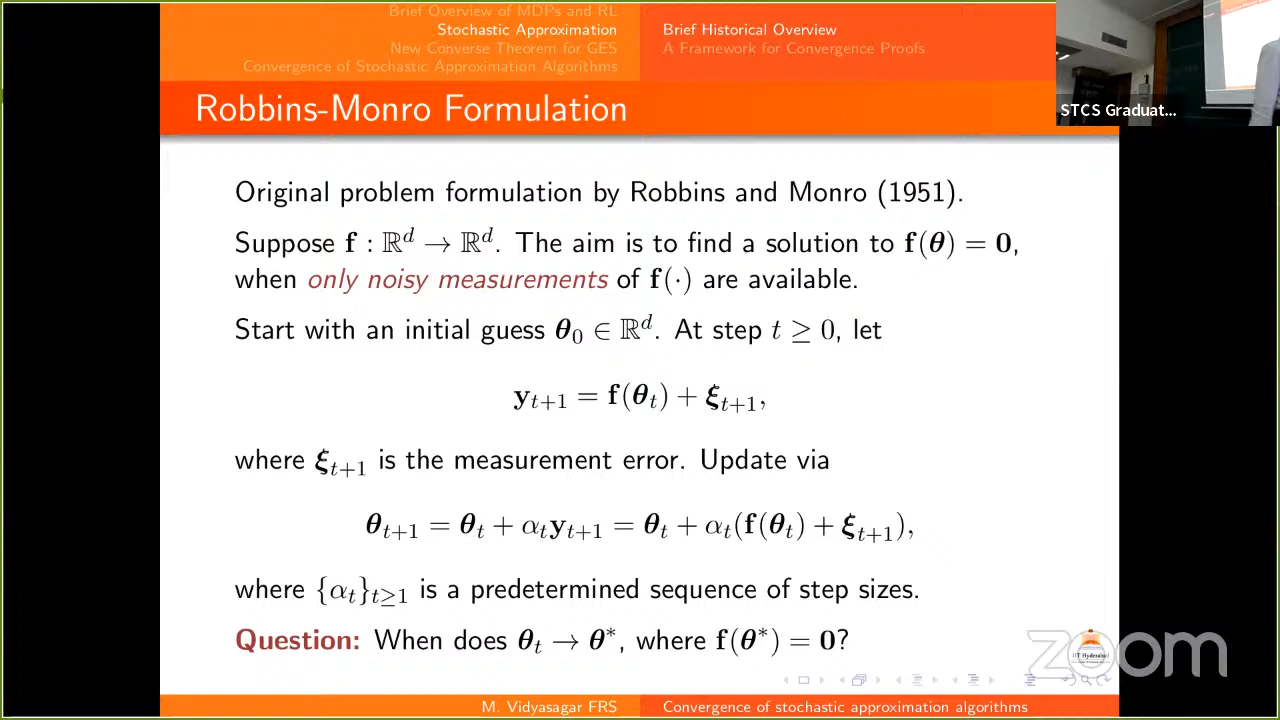 Brief Overview of MDPs and RL
Stochastic Approximation
New Converse Theorem for GES
Convergence of Stochastic Approximation Algorithms
Brief Historical Overview
A Framework for Convergence Proofs
STCS Graduat...
Robbins-Monro Formulation
Original problem formulation by Robbins and Monro (1951).
Suppose f : ℝᵈ → ℝᵈ. The aim is to find a solution to f(θ) = 0,
when only noisy measurements of f(·) are available.
Start with an initial guess θ₀ ∈ ℝᵈ. At step t ≥ 0, let
y_{t+1} = f(θ_t) + ξ_{t+1},
where ξ_{t+1} is the measurement error. Update via
θ_{t+1} = θ_t + α_t y_{t+1} = θ_t + α_t(f(θ_t) + ξ_{t+1}),
where {α_t}_{t≥1} is a predetermined sequence of step sizes.
Question: When does θ_t → θ*, where f(θ*) = 0?
zoom
M. Vidyasagar FRS
Convergence of stochastic approximation algorithms